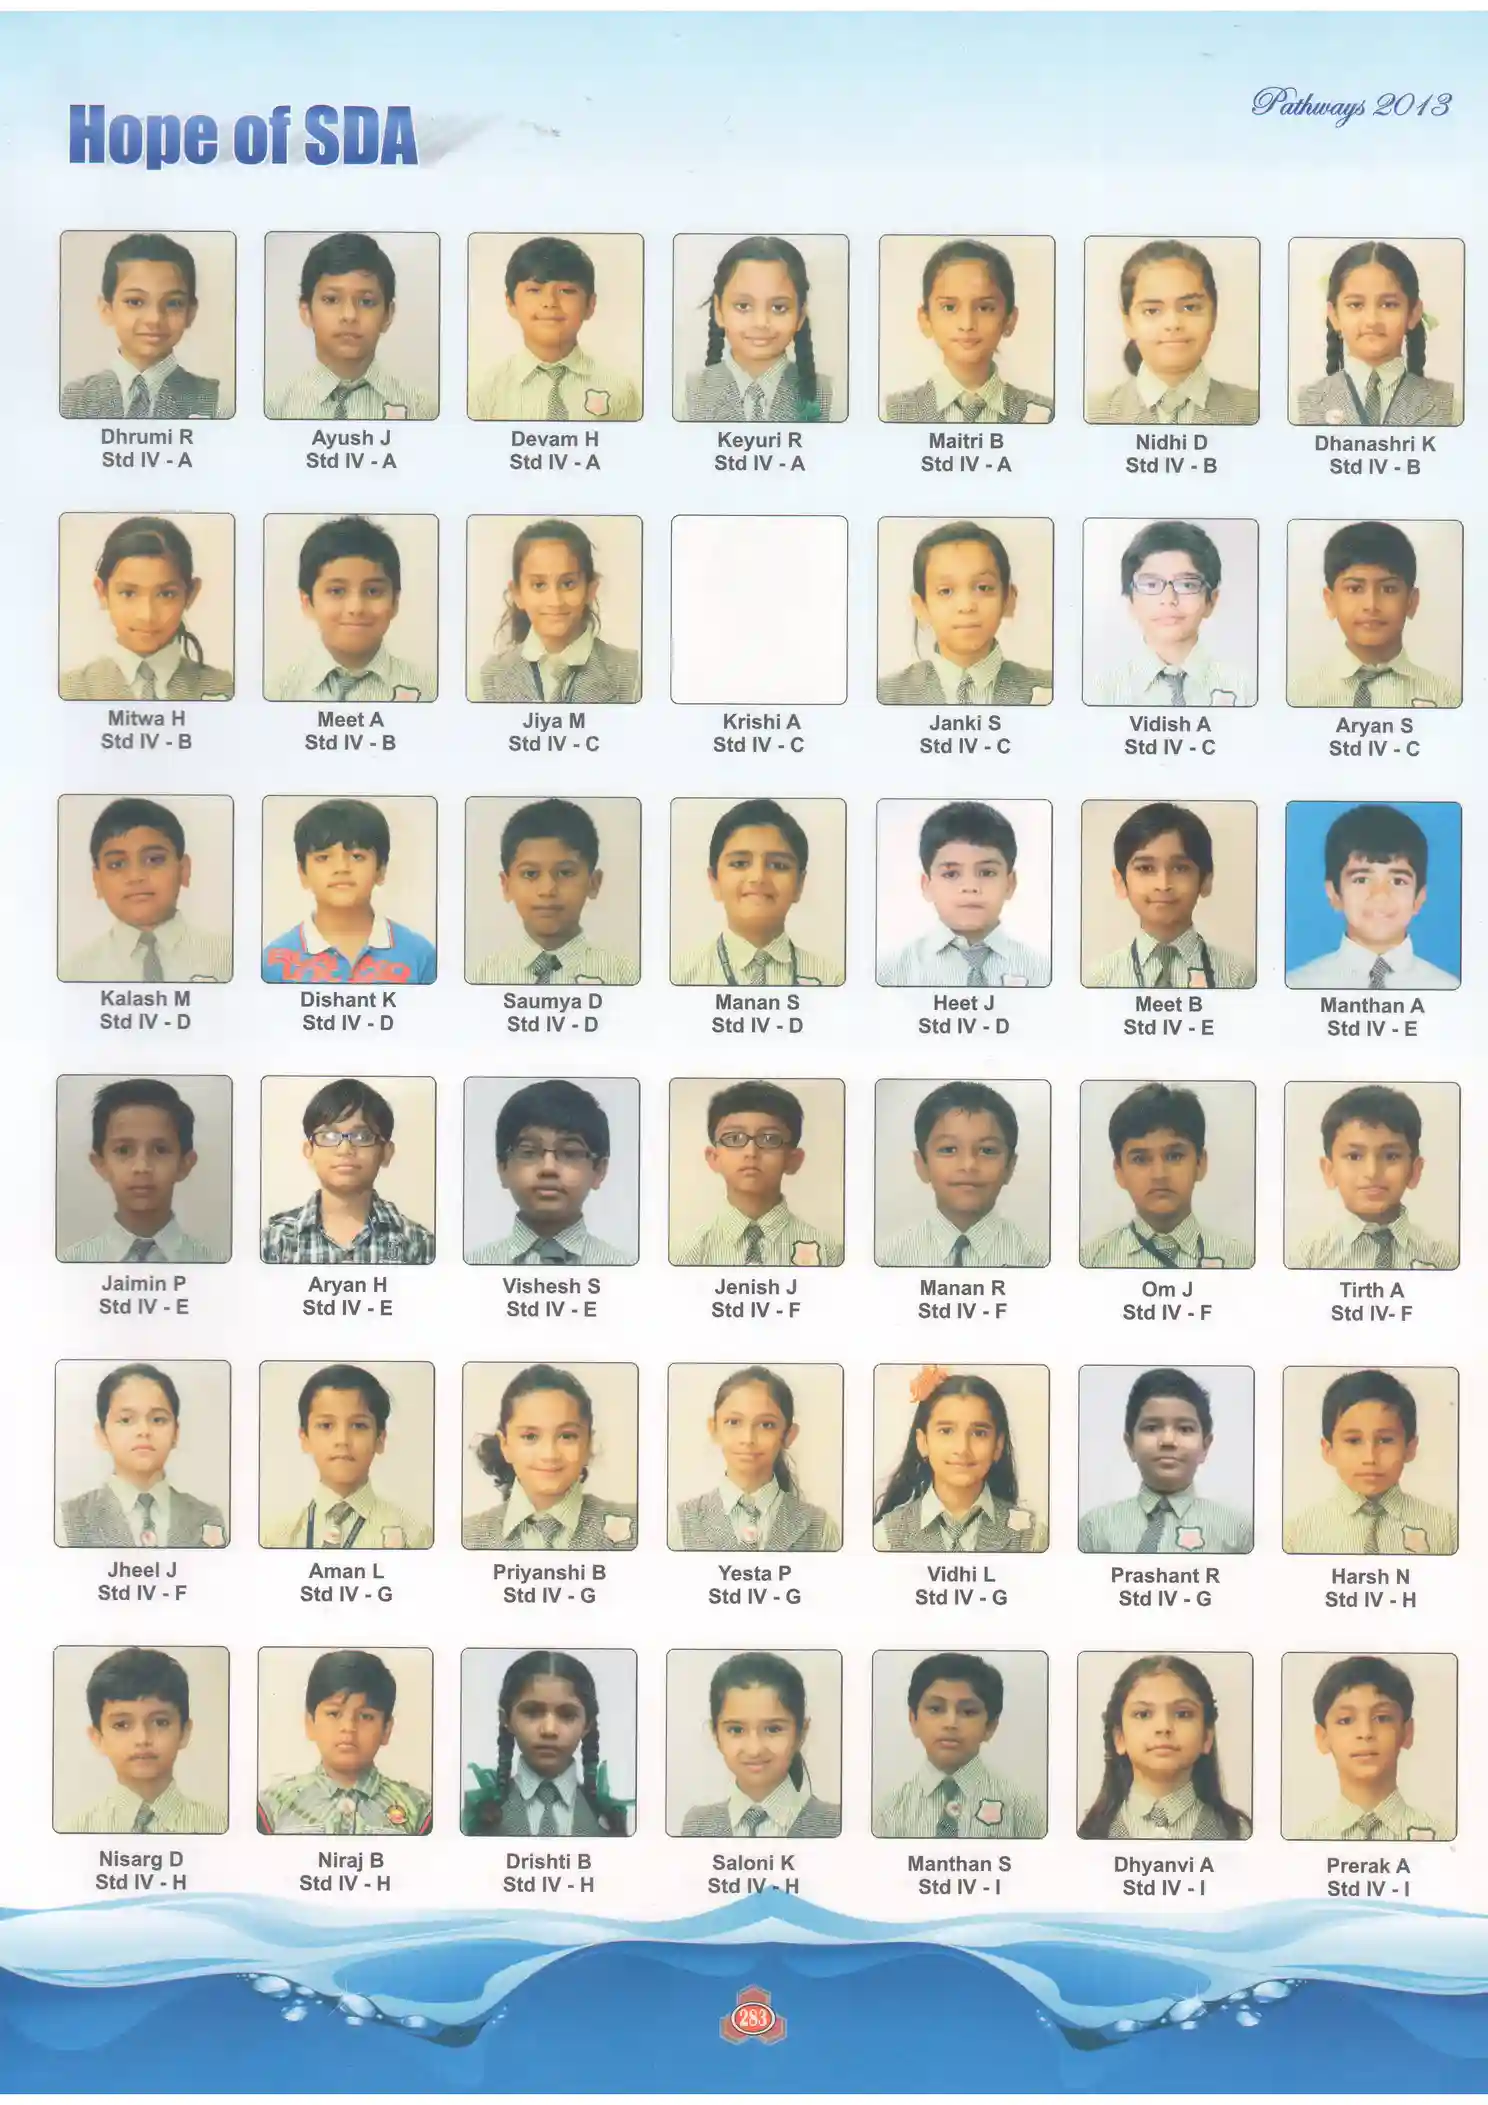 Hope of SDA
Pathways 2013
Dhrumi R
Std IV - A
Ayush J
Std IV - A
Devam H
Std IV - A
Keyuri R
Std IV - A
Maitri B
Std IV - A
Nidhi D
Std IV - B
Dhanashri K
Std IV - B
Mitwa H
Std IV - B
Meet A
Std IV - B
Jiya M
Std IV - C
Krishi A
Std IV - C
Janki S
Std IV - C
Vidish A
Std IV - C
Aryan S
Std IV - C
Kalash M
Std IV - D
Dishant K
Std IV - D
Saumya D
Std IV - D
Manan S
Std IV - D
Heet J
Std IV - D
Meet B
Std IV - E
Manthan A
Std IV - E
Jaimin P
Std IV - E
Aryan H
Std IV - E
Vishesh S
Std IV - E
Jenish J
Std IV - F
Manan R
Std IV - F
Om J
Std IV - F
Tirth A
Std IV- F
Jheel J
Std IV - F
Aman L
Std IV - G
Priyanshi B
Std IV - G
Yesta P
Std IV - G
Vidhi L
Std IV - G
Prashant R
Std IV - G
Harsh N
Std IV - H
Nisarg D
Std IV - H
Niraj B
Std IV - H
Drishti B
Std IV - H
Saloni K
Std IV - H
Manthan S
Std IV - I
Dhyanvi A
Std IV - I
Prerak A
Std IV - I
283